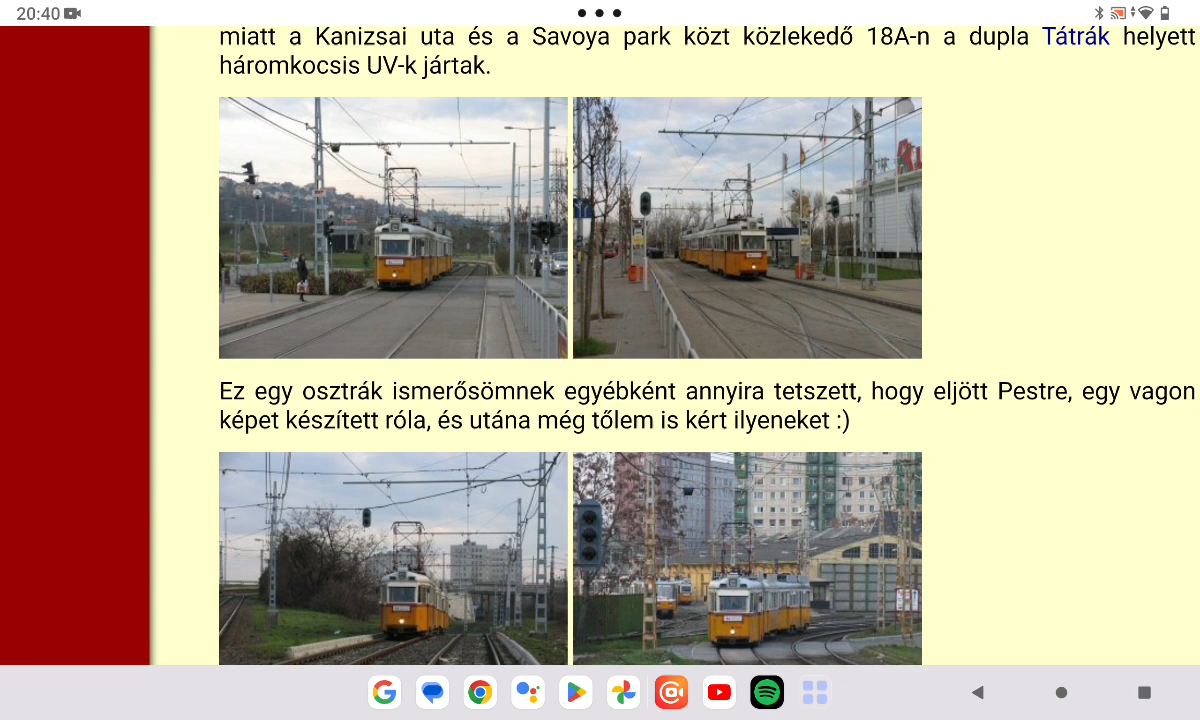 20:40
miatt a Kanizsai uta és a Savoya park közt közlekedő 18A-n a dupla Tátrák helyett
háromkocsis UV-k jártak.
Ez egy osztrák ismerősömnek egyébként annyira tetszett, hogy eljött Pestre, egy vagon
képet készített róla, és utána még tőlem is kért ilyeneket :)